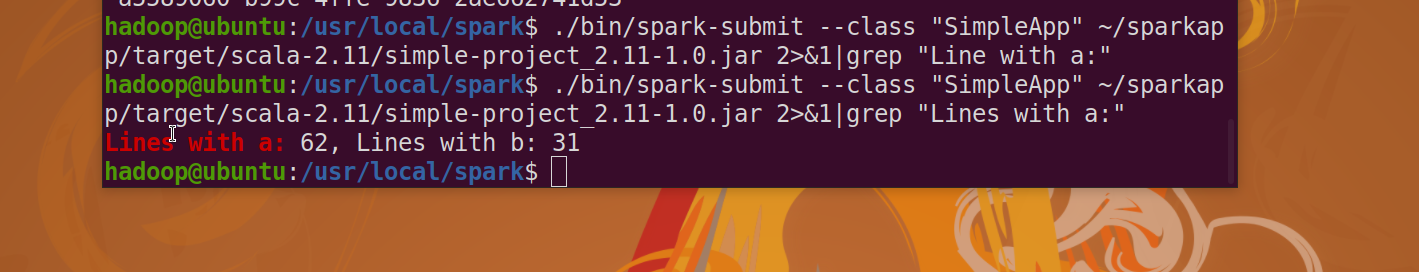 hadoop@ubuntu:/usr/local/spark$ ./bin/spark-submit --class "SimpleApp" ~/sparkap
p/target/scala-2.11/simple-project_2.11-1.0.jar 2>&1|grep "Line with a:"
hadoop@ubuntu:/usr/local/spark$ ./bin/spark-submit --class "SimpleApp" ~/sparkap
p/target/scala-2.11/simple-project_2.11-1.0.jar 2>&1|grep "Lines with a:"
Lines with a: 62, Lines with b: 31
hadoop@ubuntu:/usr/local/spark$